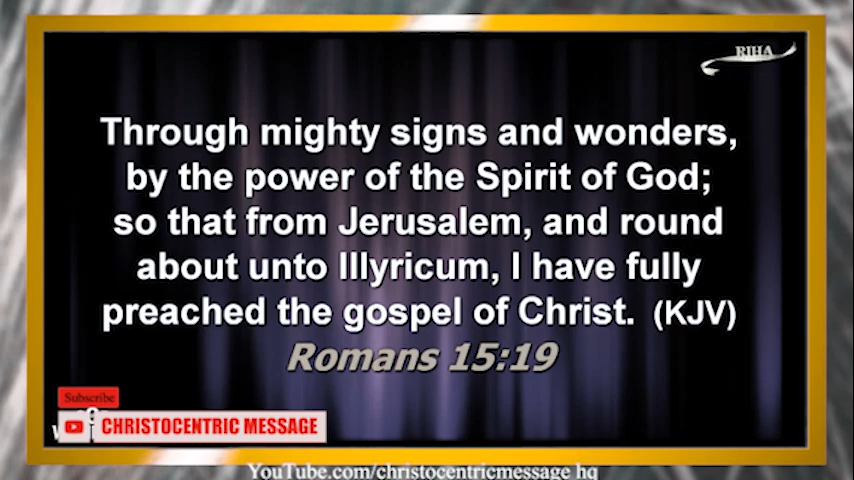 RIHA
Through mighty signs and wonders,
by the power of the Spirit of God;
so that from Jerusalem, and round
about unto Illyricum, I have fully
preached the gospel of Christ. (KJV)
Romans 15:19
Subscribe
CHRISTOCENTRIC MESSAGE
YouTube.com/christocentricmessage hq